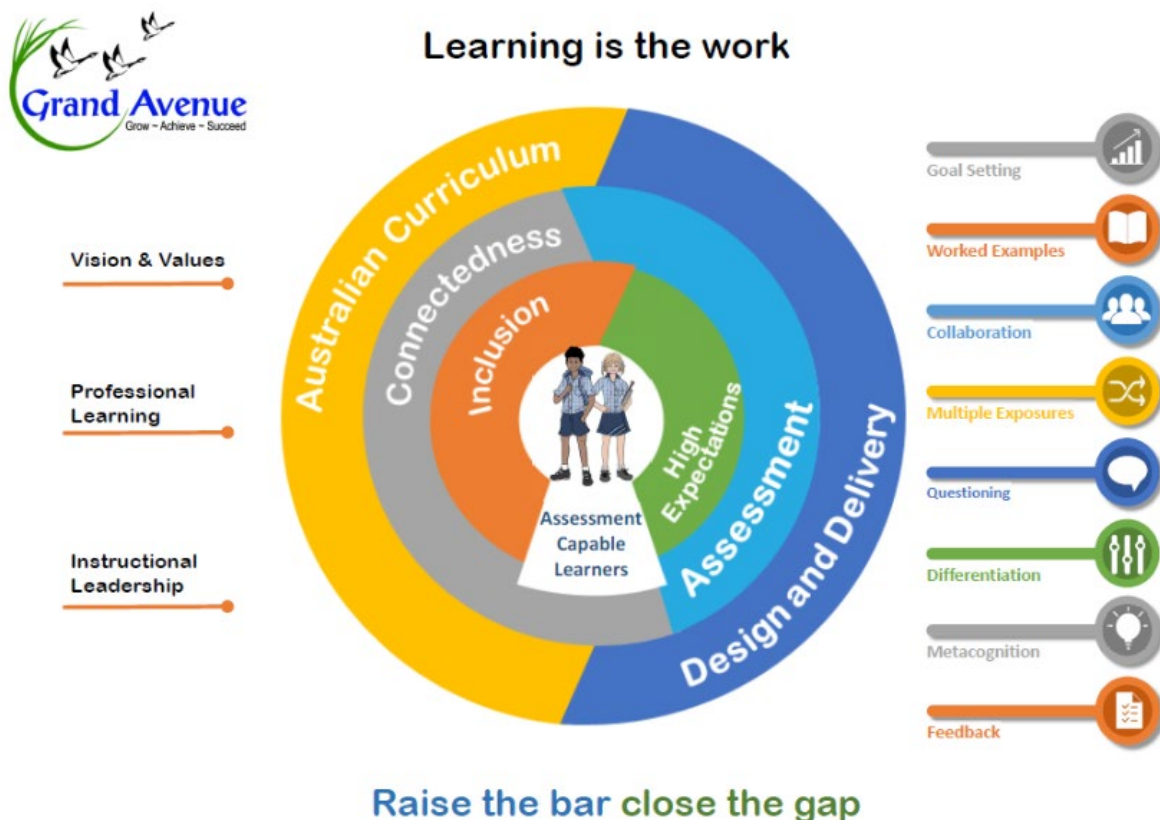 Grand Avenue
Grow ~ Achieve ~ Succeed
Learning is the work
Vision & Values
Professional
Learning
Instructional
Leadership
Australian Curriculum
Design and Delivery
Connectedness
Assessment
Inclusion
High
Expectations
Assessment
Capable
Learners
Goal Setting
Worked Examples
Collaboration
Multiple Exposures
Questioning
Differentiation
Metacognition
Feedback
Raise the bar close the gap